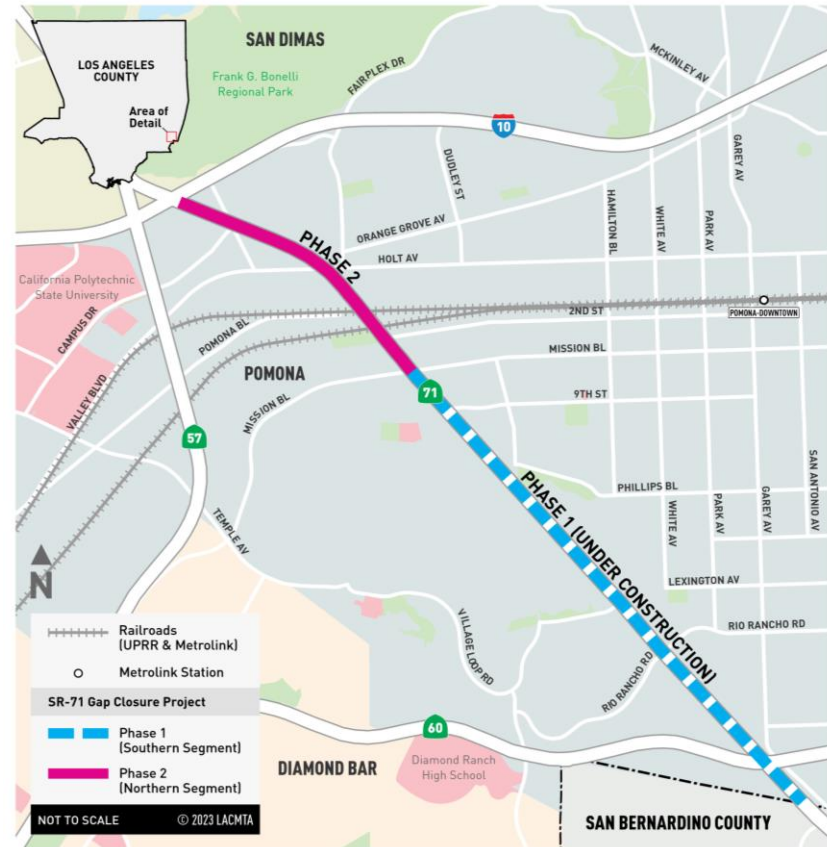 SAN DIMAS
LOS ANGELES
COUNTY
Area of
Detail
Frank G. Bonelli
Regional Park
FAIRPLEX DR
MCKINLEY AV
10
DUDLEY ST
GAREY AV
HAMILTON BL
WHITE AV
PARK AV
ORANGE GROVE AV
PHASE 2
HOLT AV
California Polytechnic
State University
CAMPUS DR
POMONA BL
VALLEY BLVD
2ND ST
POMONA-DOWNTOWN
MISSION BL
POMONA
71
9TH ST
MISSION BL
57
PHASE 1 (UNDER CONSTRUCTION)
PHILLIPS BL
WHITE AV
PARK AV
GAREY AV
SAN ANTONIO AV
TEMPLE AV
LEXINGTON AV
N
VILLAGE LOOP RD
RIO RANCHO RD
RIO RANCHO RD
Railroads
(UPRR & Metrolink)
Metrolink Station
SR-71 Gap Closure Project
Phase 1
(Southern Segment)
Phase 2
(Northern Segment)
NOT TO SCALE © 2023 LACMTA
60
DIAMOND BAR
Diamond Ranch
High School
SAN BERNARDINO COUNTY